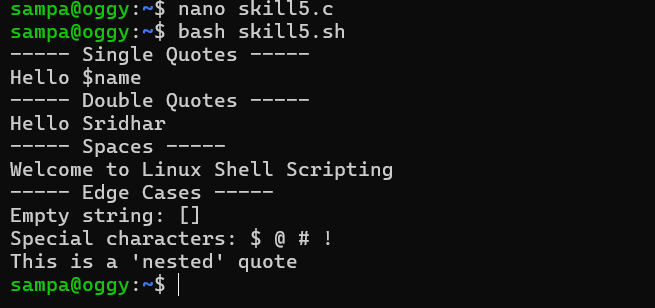 sampa@oggy:~$ nano skill5.c
sampa@oggy:~$ bash skill5.sh
----- Single Quotes -----
Hello $name
----- Double Quotes -----
Hello Sridhar
----- Spaces -----
Welcome to Linux Shell Scripting
----- Edge Cases -----
Empty string: []
Special characters: $ @ # !
This is a 'nested' quote
sampa@oggy:~$